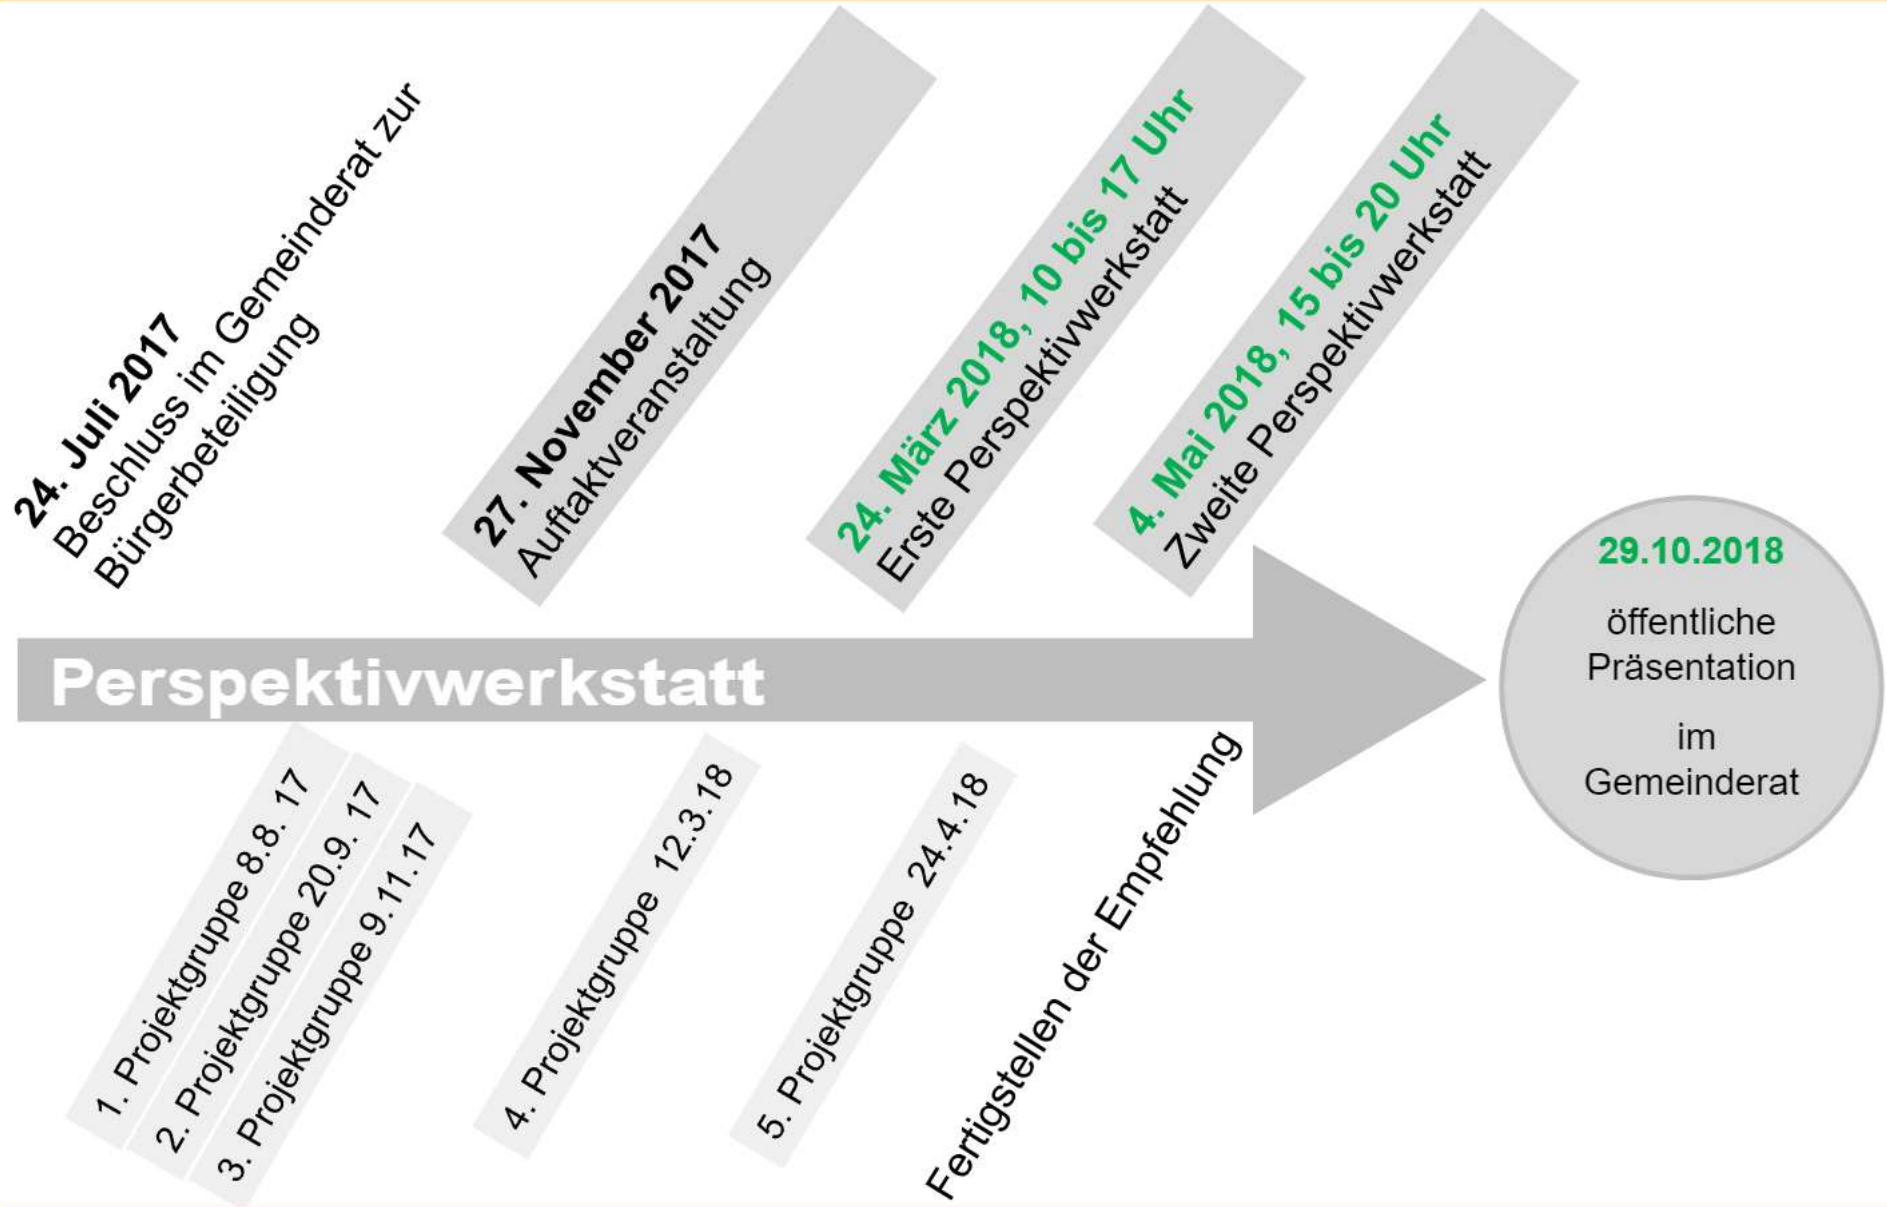 24. Juli 2017
Beschluss im Gemeinderat zur
Bürgerbeteiligung
27. November 2017
Auftaktveranstaltung
24. März 2018, 10 bis 17 Uhr
Erste Perspektivwerkstatt
4. Mai 2018, 15 bis 20 Uhr
Zweite Perspektivwerkstatt
Perspektivwerkstatt
29.10.2018
öffentliche
Präsentation
im
Gemeinderat
1. Projektgruppe 8.8. 17
2. Projektgruppe 20.9. 17
3. Projektgruppe 9.11.17
4. Projektgruppe 12.3.18
5. Projektgruppe 24.4.18
Fertigstellen der Empfehlung